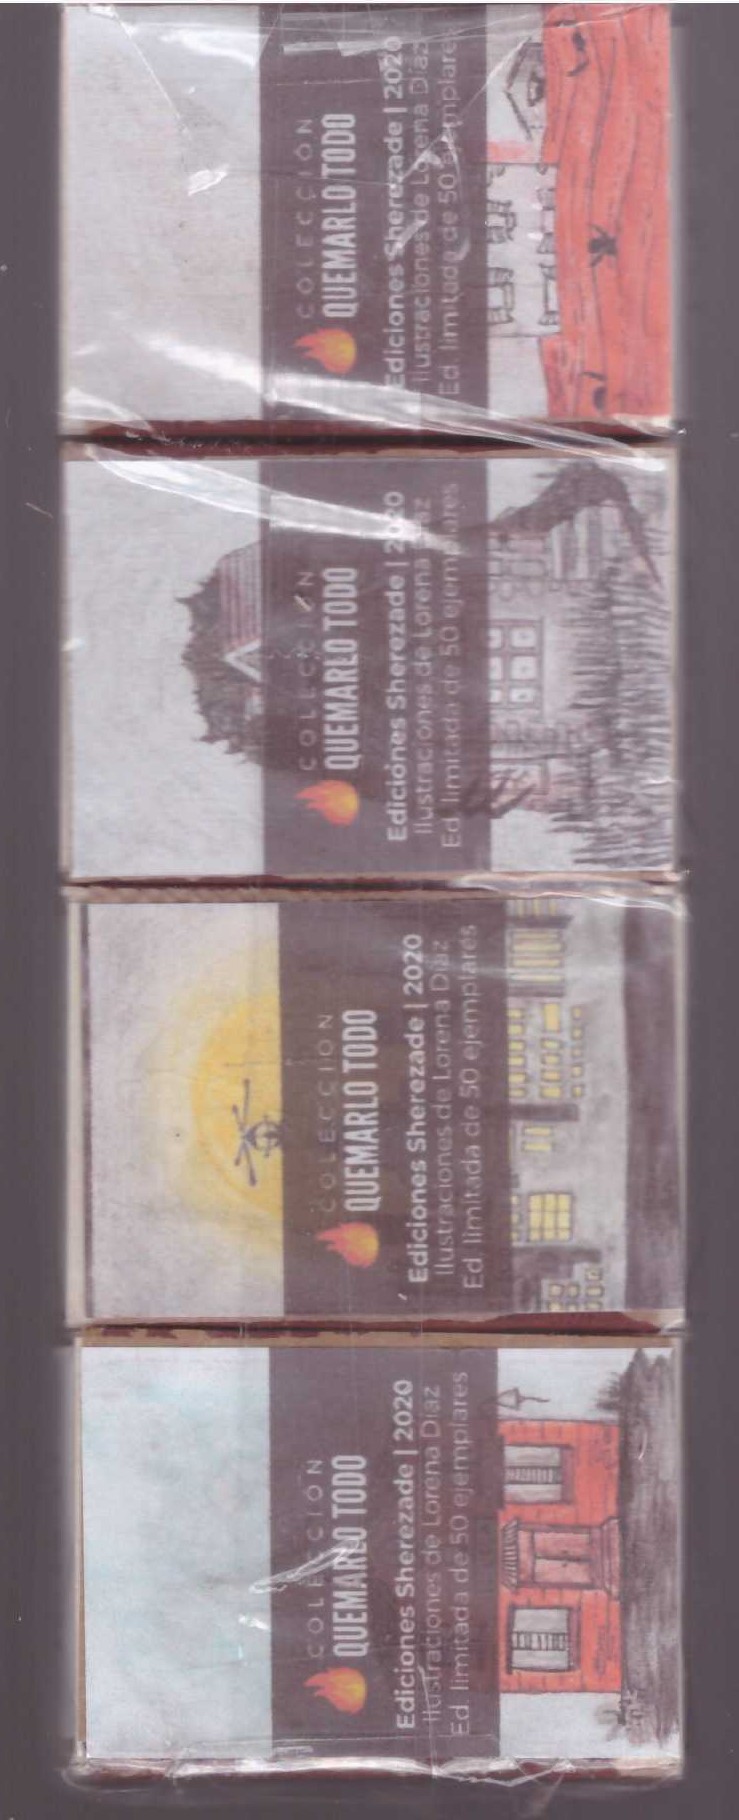 COLECCIÓN
QUEMARLO TODO
Ediciones Sherezade | 2020
Ilustraciones de Lorena Díaz
Ed. limitada de 50 ejemplares
COLECCIÓN
QUEMARLO TODO
Ediciones Sherezade | 2020
Ilustraciones de Lorena Díaz
Ed. limitada de 50 ejemplares
COLECCIÓN
QUEMARLO TODO
Ediciones Sherezade | 2020
Ilustraciones de Lorena Díaz
Ed. limitada de 50 ejemplares
COLECCIÓN
QUEMARLO TODO
Ediciones Sherezade | 2020
Ilustraciones de Lorena Díaz
Ed. limitada de 50 ejemplares